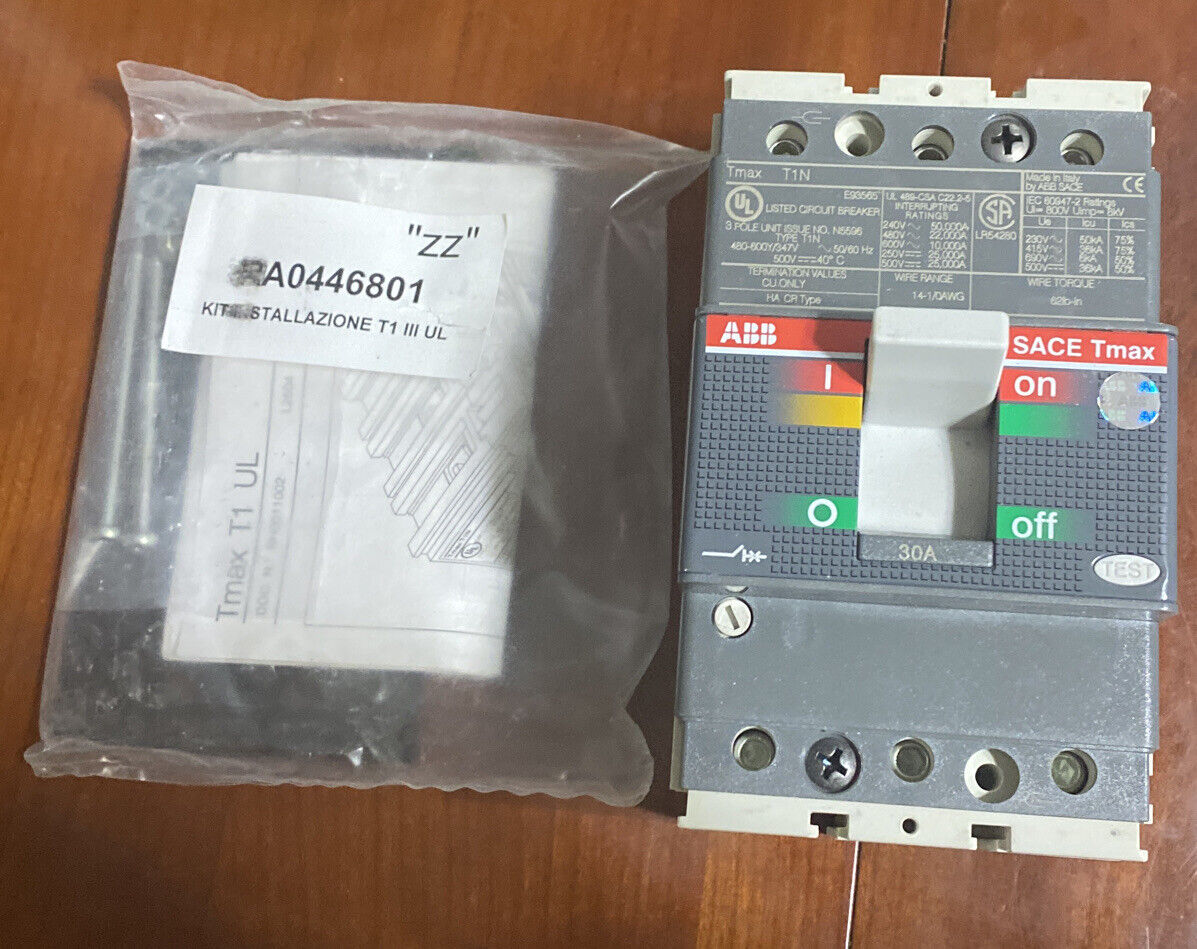 "ZZ"
A0446801
KIT STALLAZIONE T1 III UL
Tmax T1 UL
L2684
Tmax T1N
Made in Italy
by ABB SACE
CE
UL
E93565
LISTED CIRCUIT BREAKER
3 POLE UNIT ISSUE NO. N5596
TYPE T1N
480-600Y/347V ~ 50/60 Hz
500V 40° C
TERMINATION VALUES
CU ONLY
HA CR Type
UL 489-CSA C22.2-5
INTERRUPTING
RATINGS
240V ~ 50,000A
480V ~ 22,000A
600V ~ 10,000A
250V 25,000A
500V 25,000A
WIRE RANGE
14-1/0AWG
SA
LR54280
IEC 60947-2 Ratings
Ui= 800V Uimp= 8kV
Ue Icu Ics
230V~ 50kA 75%
415V~ 36kA 75%
690V~ 6kA 50%
500V 36kA 50%
WIRE TORQUE
62lb-in
ABB
SACE Tmax
I on
O off
30A
TEST